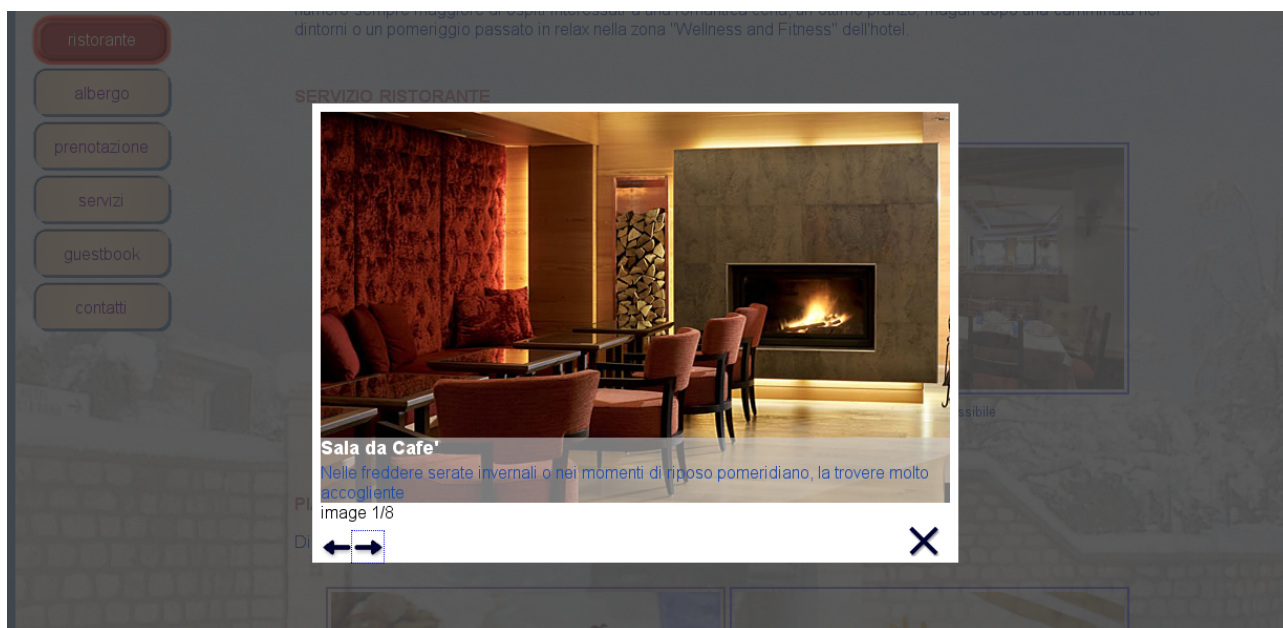 numero sempre maggiore di ospiti interessati a una romantica cena, un ottimo pranzo, magari dopo una camminata nei
dintorni o un pomeriggio passato in relax nella zona "Wellness and Fitness" dell'hotel.
ristorante
albergo
prenotazione
servizi
guestbook
contatti
SERVIZIO RISTORANTE
Sala da Cafe'
Nelle freddere serate invernali o nei momenti di riposo pomeridiano, la trovere molto
accogliente
image 1/8